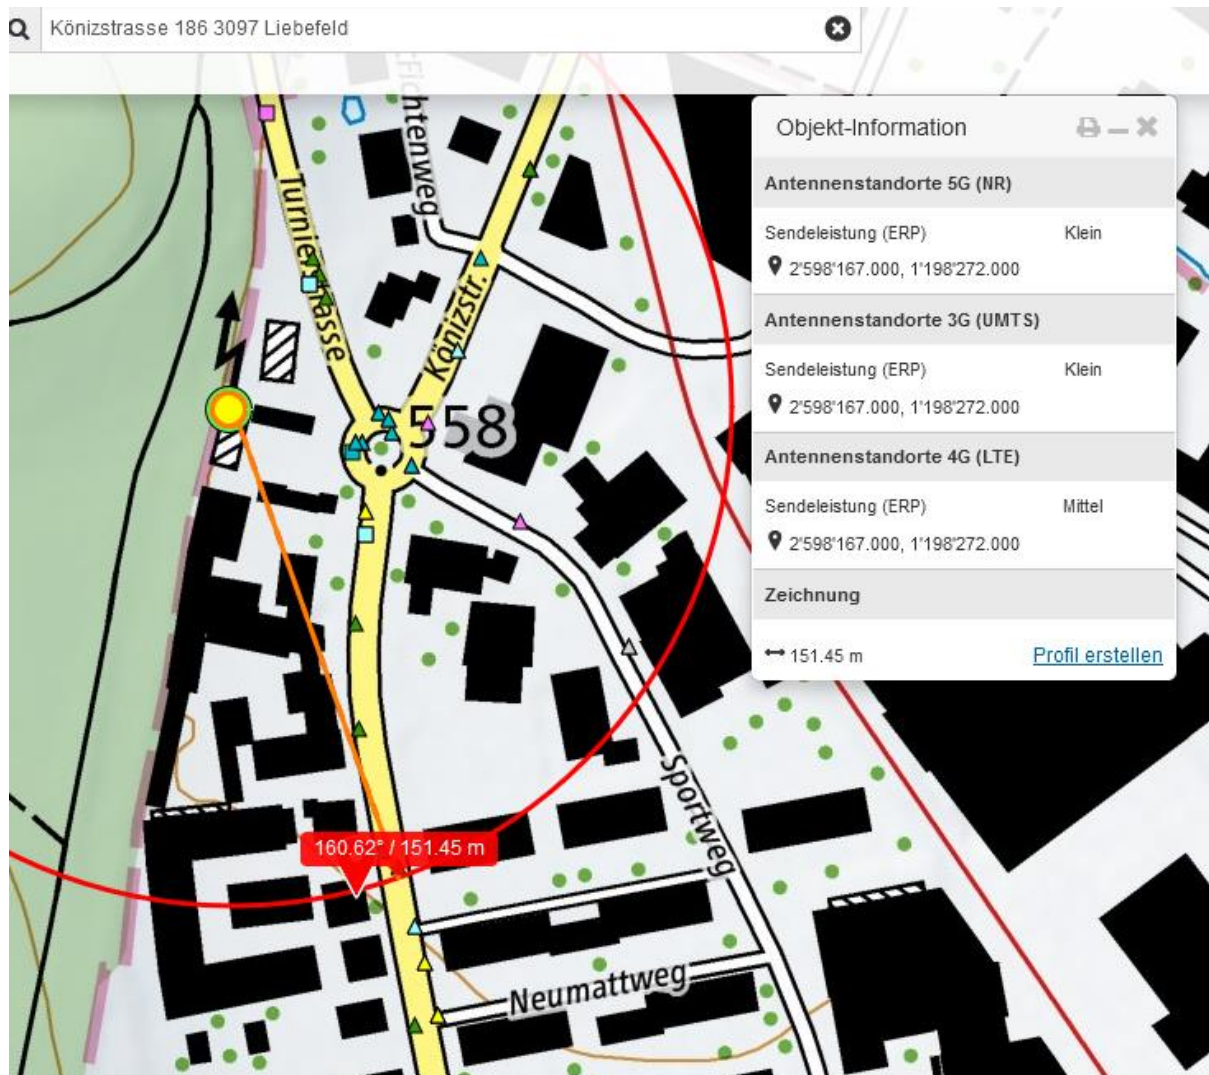 Könizstrasse 186 3097 Liebefeld
Objekt-Information
Antennenstandorte 5G (NR)
Sendeleistung (ERP) Klein
2'598'167.000, 1'198'272.000
Antennenstandorte 3G (UMTS)
Sendeleistung (ERP) Klein
2'598'167.000, 1'198'272.000
Antennenstandorte 4G (LTE)
Sendeleistung (ERP) Mittel
2'598'167.000, 1'198'272.000
Zeichnung
151.45 m Profil erstellen
Könizstr.
558
Sportweg
160.62° / 151.45 m
Neumattweg